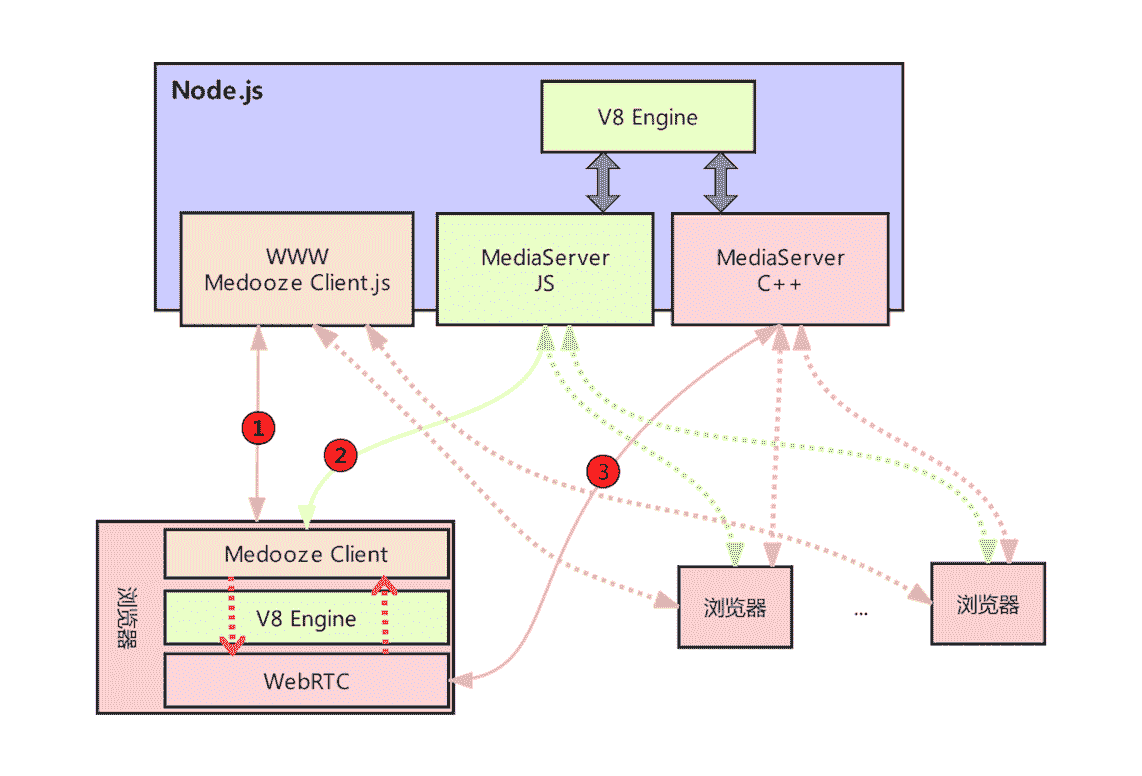 Node.js
V8 Engine
WWW
Medooze Client.js
MediaServer
JS
MediaServer
C++
1
2
3
浏览器
Medooze Client
V8 Engine
WebRTC
浏览器
...
浏览器